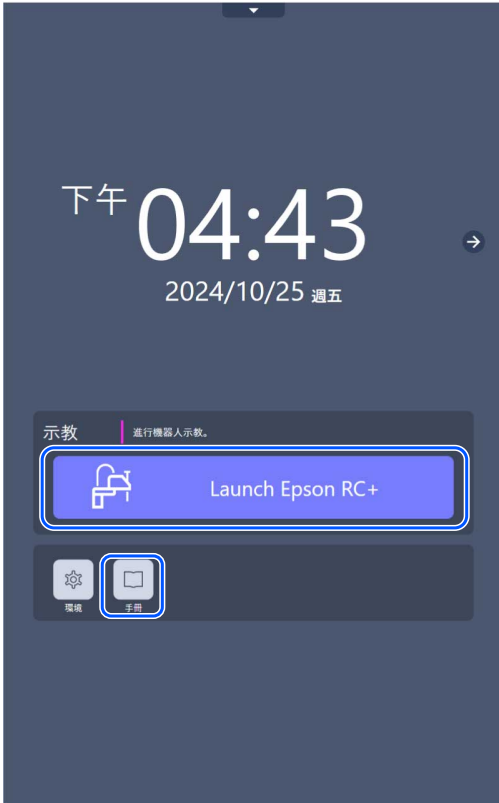 下午 04:43
2024/10/25 週五
示教 進行機器人示教。
Launch Epson RC+
環境 手冊